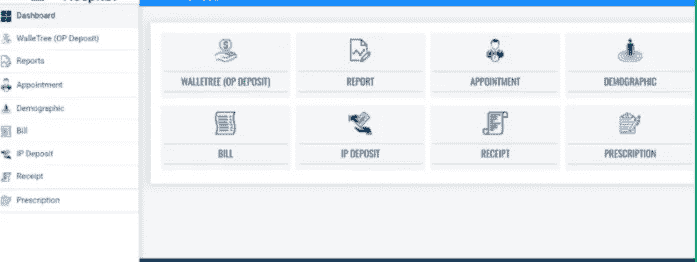 Dashboard
WalleTree (OP Deposit)
Reports
Appointment
Demographic
Bill
IP Deposit
Receipt
Prescription
WALLETREE (OP DEPOSIT)
REPORT
APPOINTMENT
DEMOGRAPHIC
BILL
IP DEPOSIT
RECEIPT
PRESCRIPTION